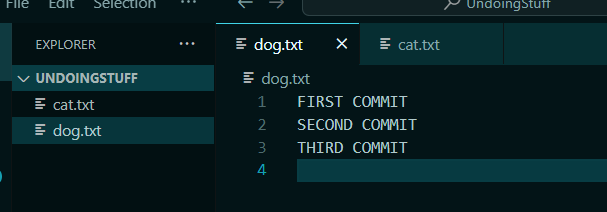 File Edit Selection ... UndoingStuff
EXPLORER ...
UNDOINGSTUFF
cat.txt
dog.txt
dog.txt cat.txt
dog.txt
1 FIRST COMMIT
2 SECOND COMMIT
3 THIRD COMMIT
4